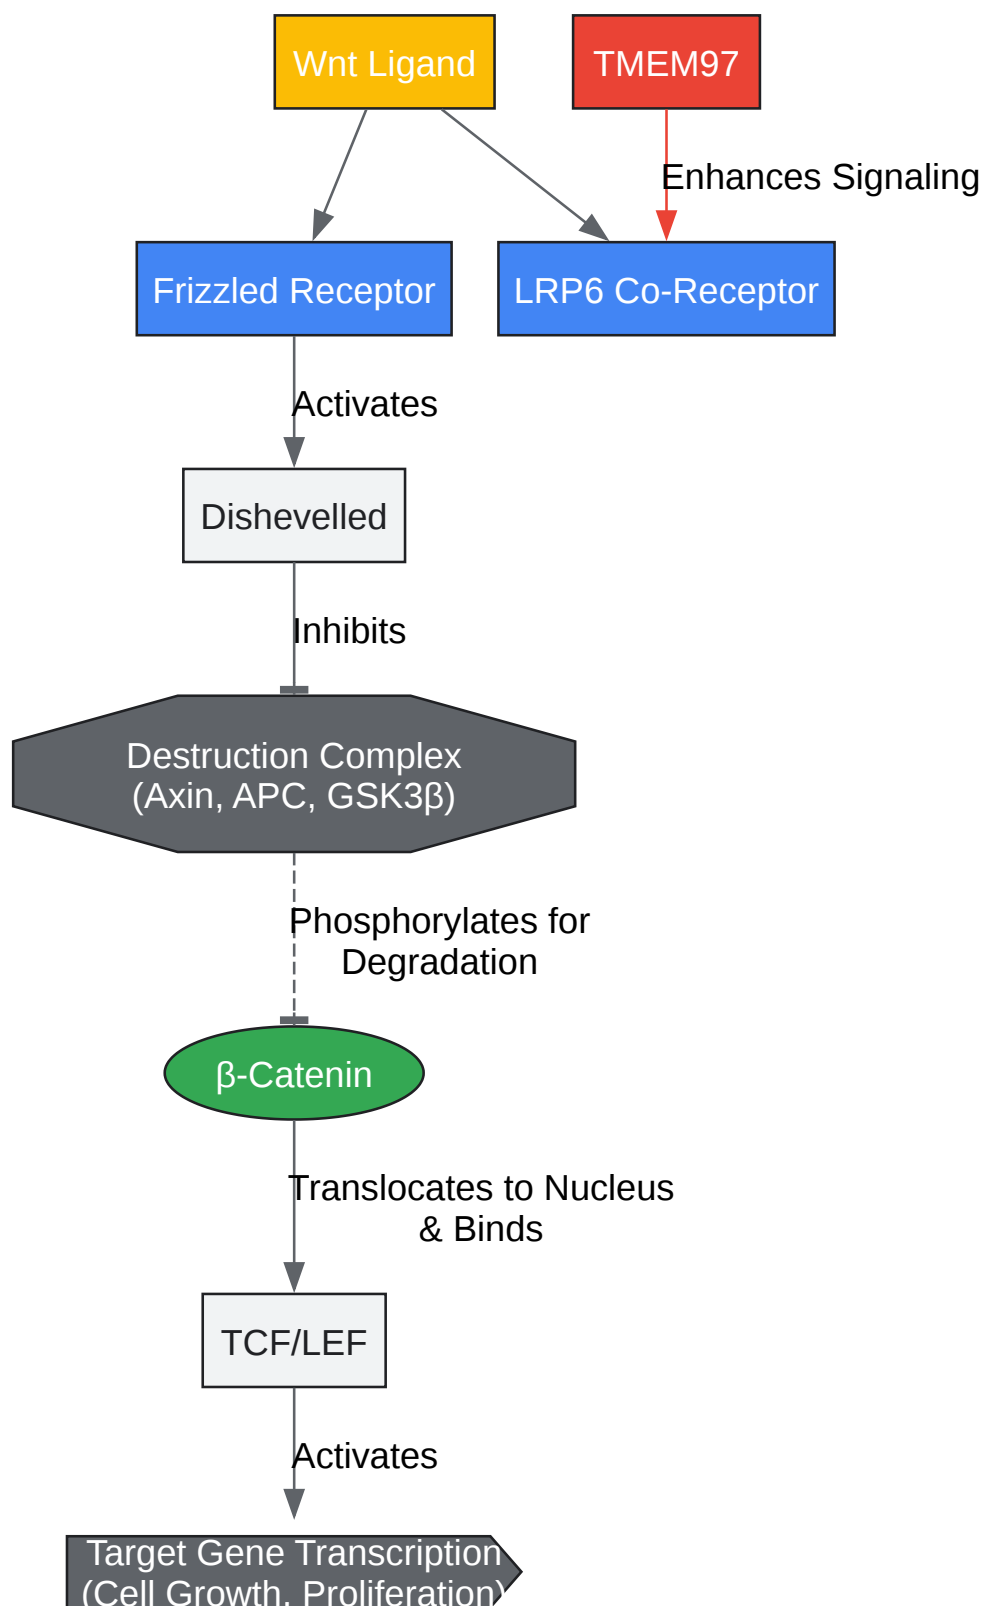 Wnt Ligand
TMEM97
Enhances Signaling
Frizzled Receptor
LRP6 Co-Receptor
Activates
Dishevelled
Inhibits
Destruction Complex
(Axin, APC, GSK3β)
Phosphorylates for
Degradation
β-Catenin
Translocates to Nucleus
& Binds
TCF/LEF
Activates
Target Gene Transcription
(Cell Growth, Proliferation)